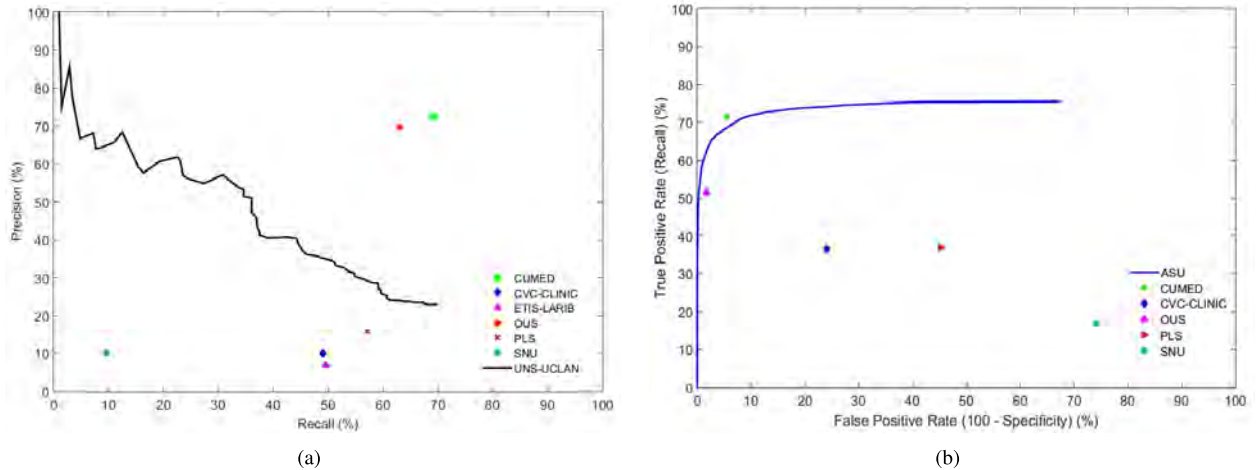 100
90
80
70
60
50
40
30
20
10
0
Precision (%)
0 10 20 30 40 50 60 70 80 90 100
Recall (%)
CUMED
CVC-CLINIC
ETIS-LARIB
OUS
PLS
SNU
UNS-UCLAN
(a)
100
90
80
70
60
50
40
30
20
10
0
True Positive Rate (Recall) (%)
0 10 20 30 40 50 60 70 80 90 100
False Positive Rate (100 - Specificity) (%)
ASU
CUMED
CVC-CLINIC
OUS
PLS
SNU
(b)